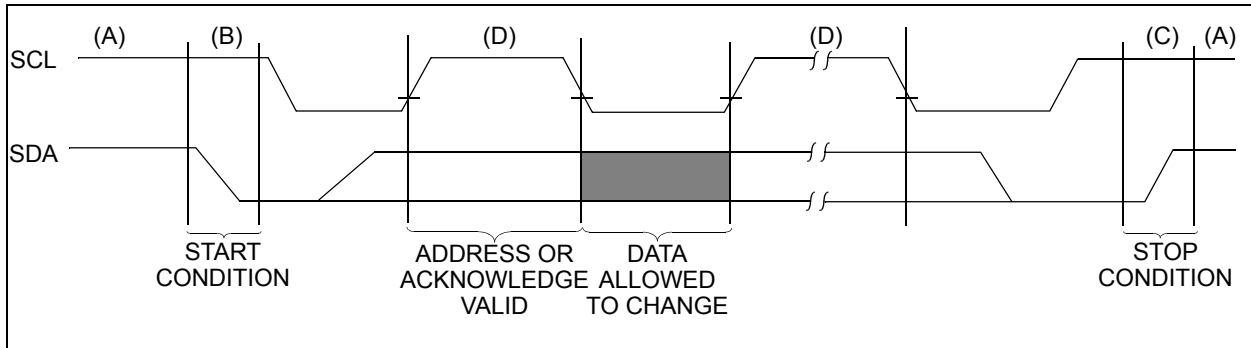 (A) (B) (D) (D) (C) (A)
SCL
SDA
START
CONDITION
ADDRESS OR
ACKNOWLEDGE
VALID
DATA
ALLOWED
TO CHANGE
STOP
CONDITION